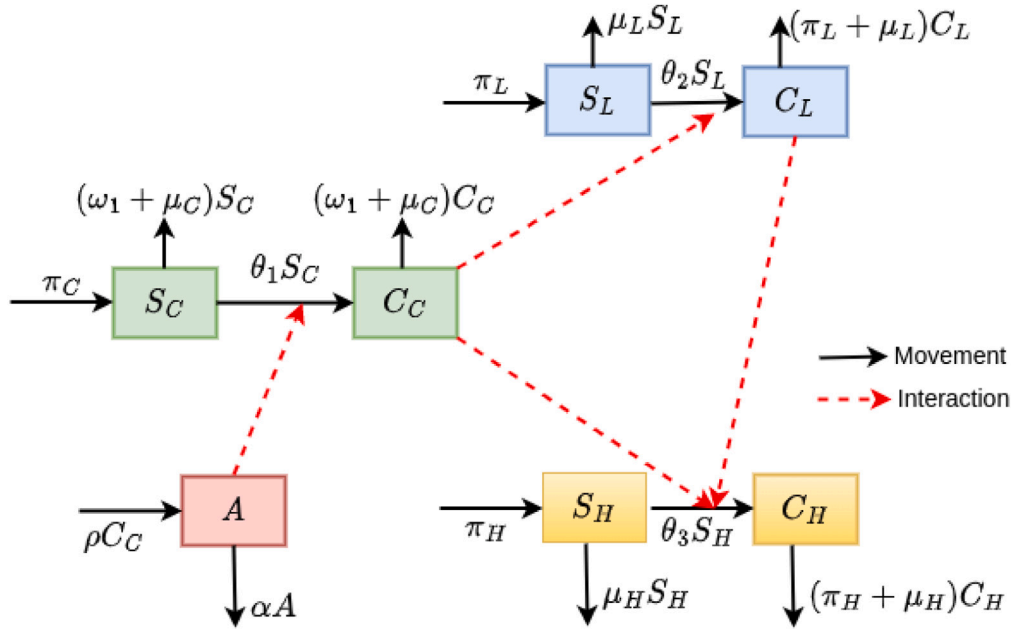 μ_L S_L
(π_L + μ_L)C_L
π_L
S_L
θ_2 S_L
C_L
(ω_1 + μ_C)S_C
(ω_1 + μ_C)C_C
π_C
S_C
θ_1 S_C
C_C
Movement
Interaction
ρC_C
A
αA
π_H
S_H
θ_3 S_H
C_H
μ_H S_H
(π_H + μ_H)C_H